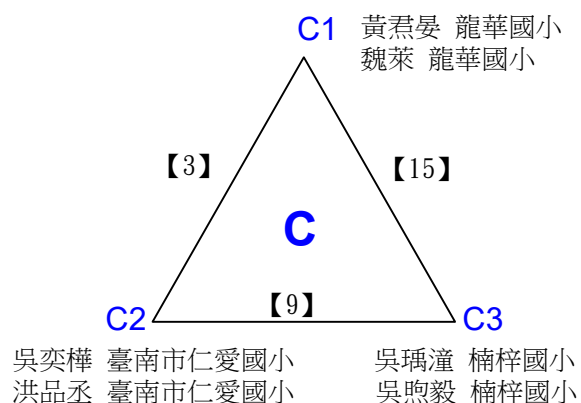 C1 黃焄晏 龍華國小
魏萊 龍華國小
【3】
【15】
C
【9】
C2
C3
吳奕樺 臺南市仁愛國小
吳瑀潼 楠梓國小
洪品丞 臺南市仁愛國小
吳煦毅 楠梓國小